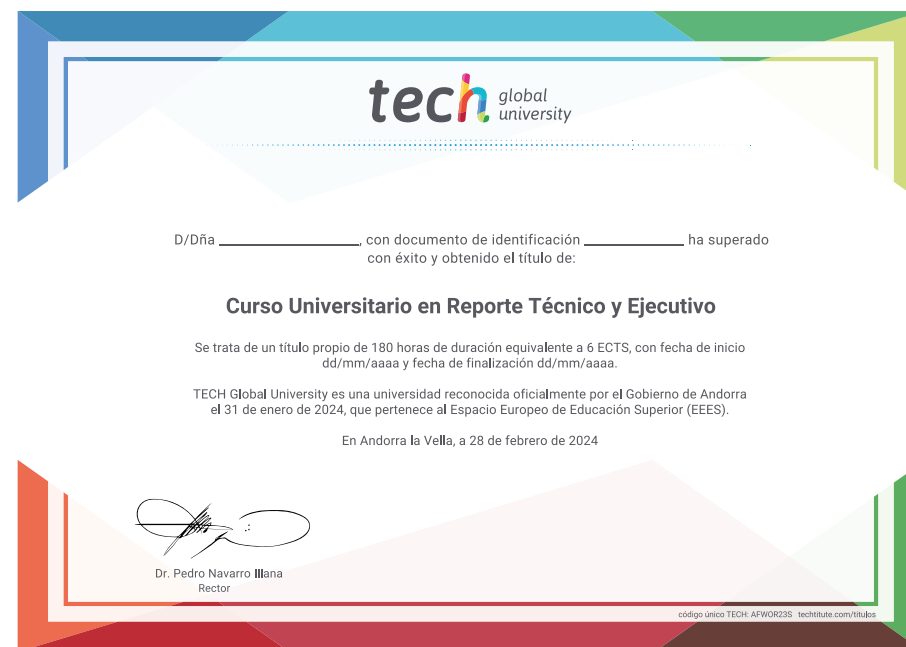 tech global university
D/Dña ____________________, con documento de identificación ______________ ha superado
con éxito y obtenido el título de:
Curso Universitario en Reporte Técnico y Ejecutivo
Se trata de un título propio de 180 horas de duración equivalente a 6 ECTS, con fecha de inicio
dd/mm/aaaa y fecha de finalización dd/mm/aaaa.
TECH Global University es una universidad reconocida oficialmente por el Gobierno de Andorra
el 31 de enero de 2024, que pertenece al Espacio Europeo de Educación Superior (EEES).
En Andorra la Vella, a 28 de febrero de 2024
Dr. Pedro Navarro Illana
Rector
código único TECH: AFWOR23S techtitute.com/titulos